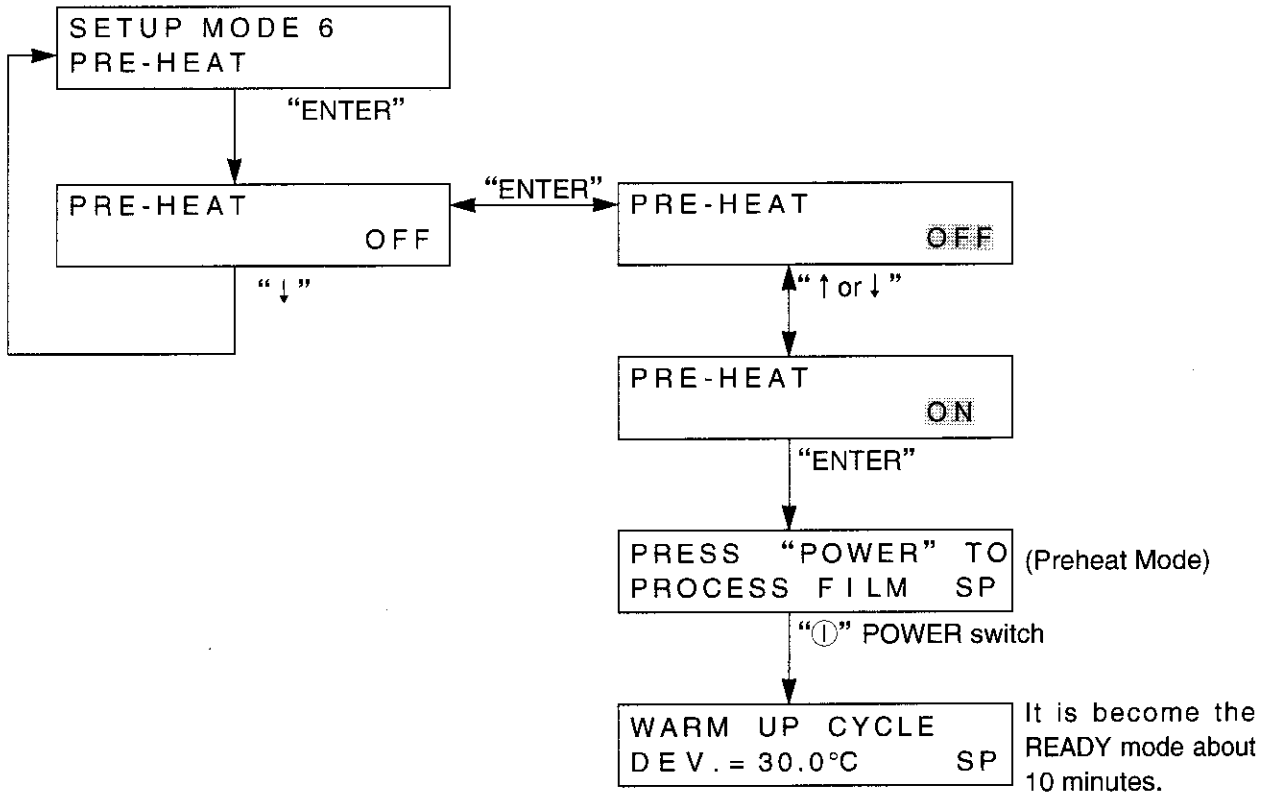 SETUP MODE 6
PRE-HEAT
“ENTER”
PRE-HEAT
OFF
“ENTER”
PRE-HEAT
OFF
“↓”
“↑ or ↓”
PRE-HEAT
ON
“ENTER”
PRESS “POWER” TO
PROCESS FILM SP
(Preheat Mode)
“Ⓘ” POWER switch
WARM UP CYCLE
DEV.=30.0°C SP
It is become the
READY mode about
10 minutes.